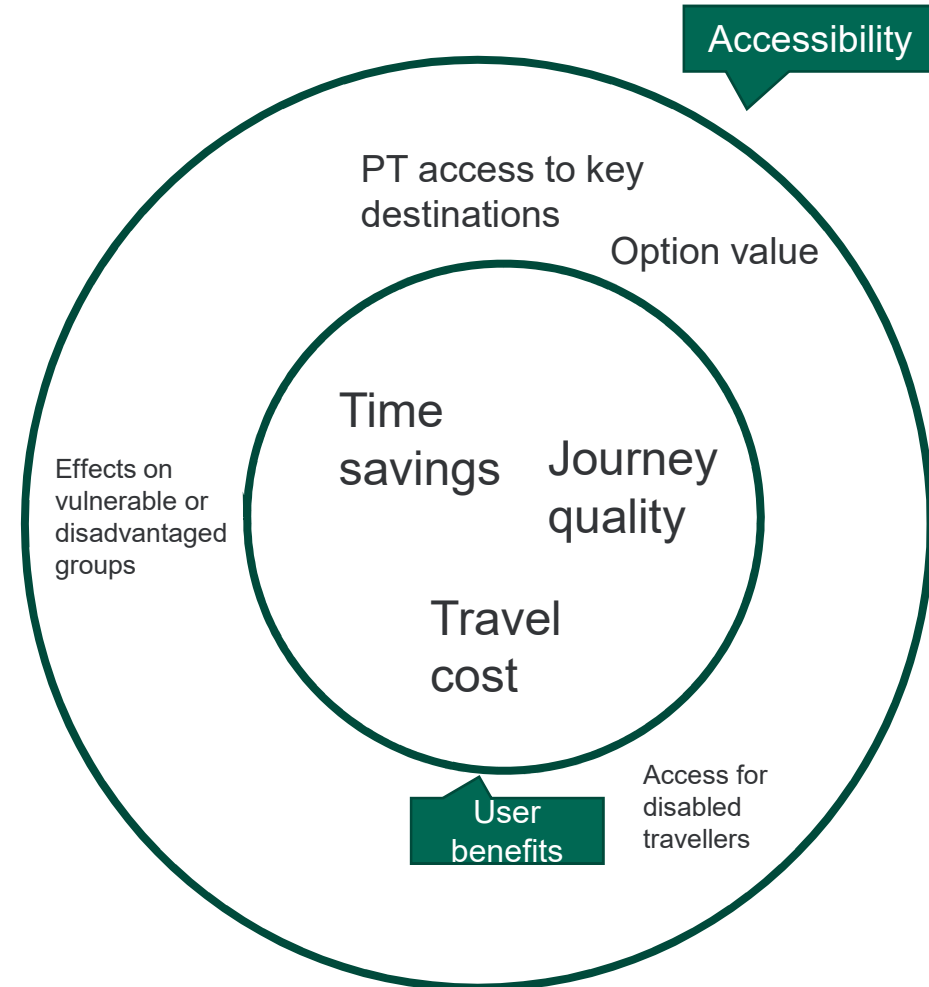 Accessibility
PT access to key
destinations
Option value
Time
savings
Journey
quality
Effects on
vulnerable or
disadvantaged
groups
Travel
cost
Access for
disabled
travellers
User
benefits